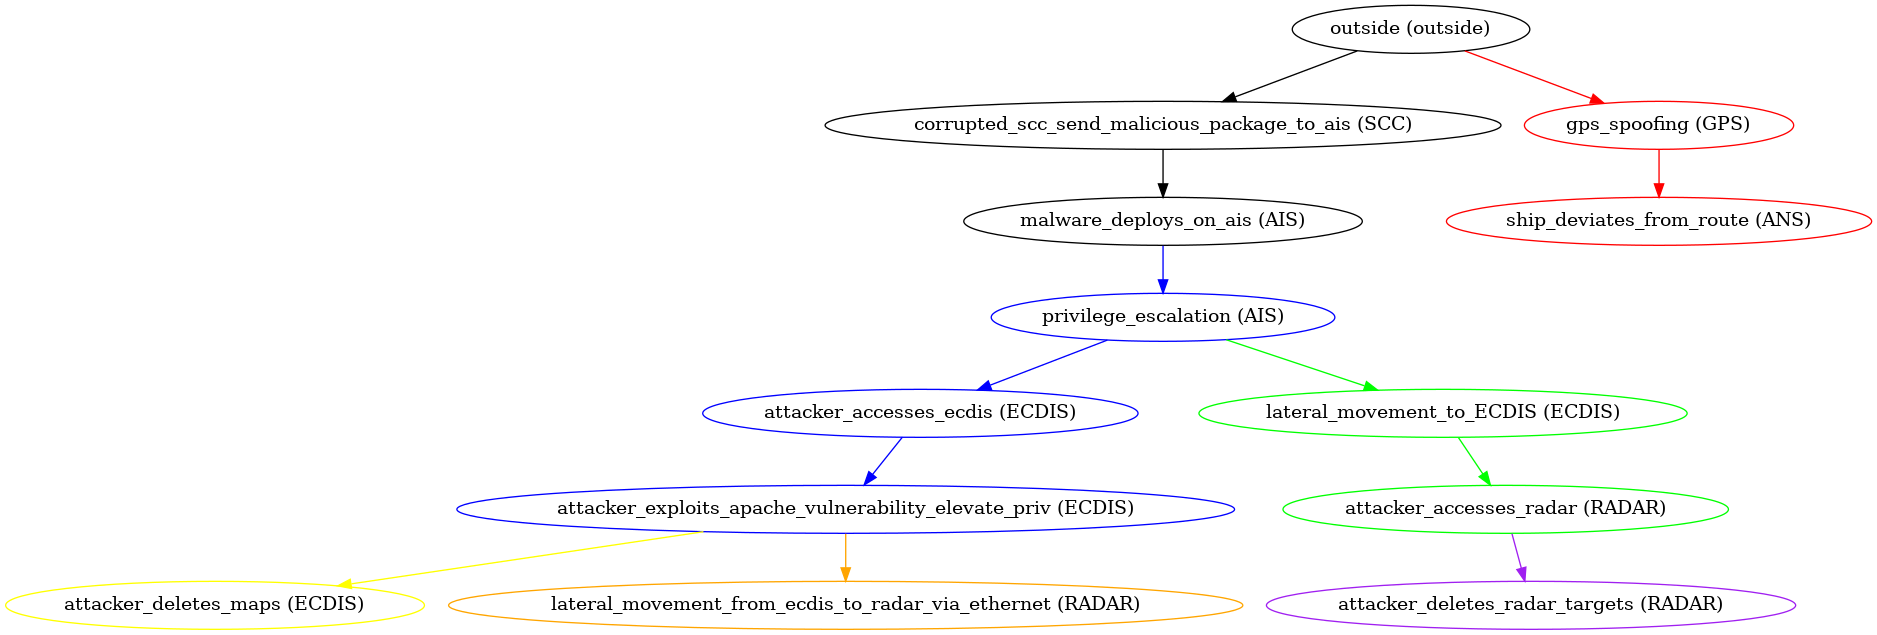 outside (outside)
corrupted_scc_send_malicious_package_to_ais (SCC)
gps_spoofing (GPS)
malware_deploys_on_ais (AIS)
ship_deviates_from_route (ANS)
privilege_escalation (AIS)
attacker_accesses_ecdis (ECDIS)
lateral_movement_to_ECDIS (ECDIS)
attacker_exploits_apache_vulnerability_elevate_priv (ECDIS)
attacker_accesses_radar (RADAR)
attacker_deletes_maps (ECDIS)
lateral_movement_from_ecdis_to_radar_via_ethernet (RADAR)
attacker_deletes_radar_targets (RADAR)